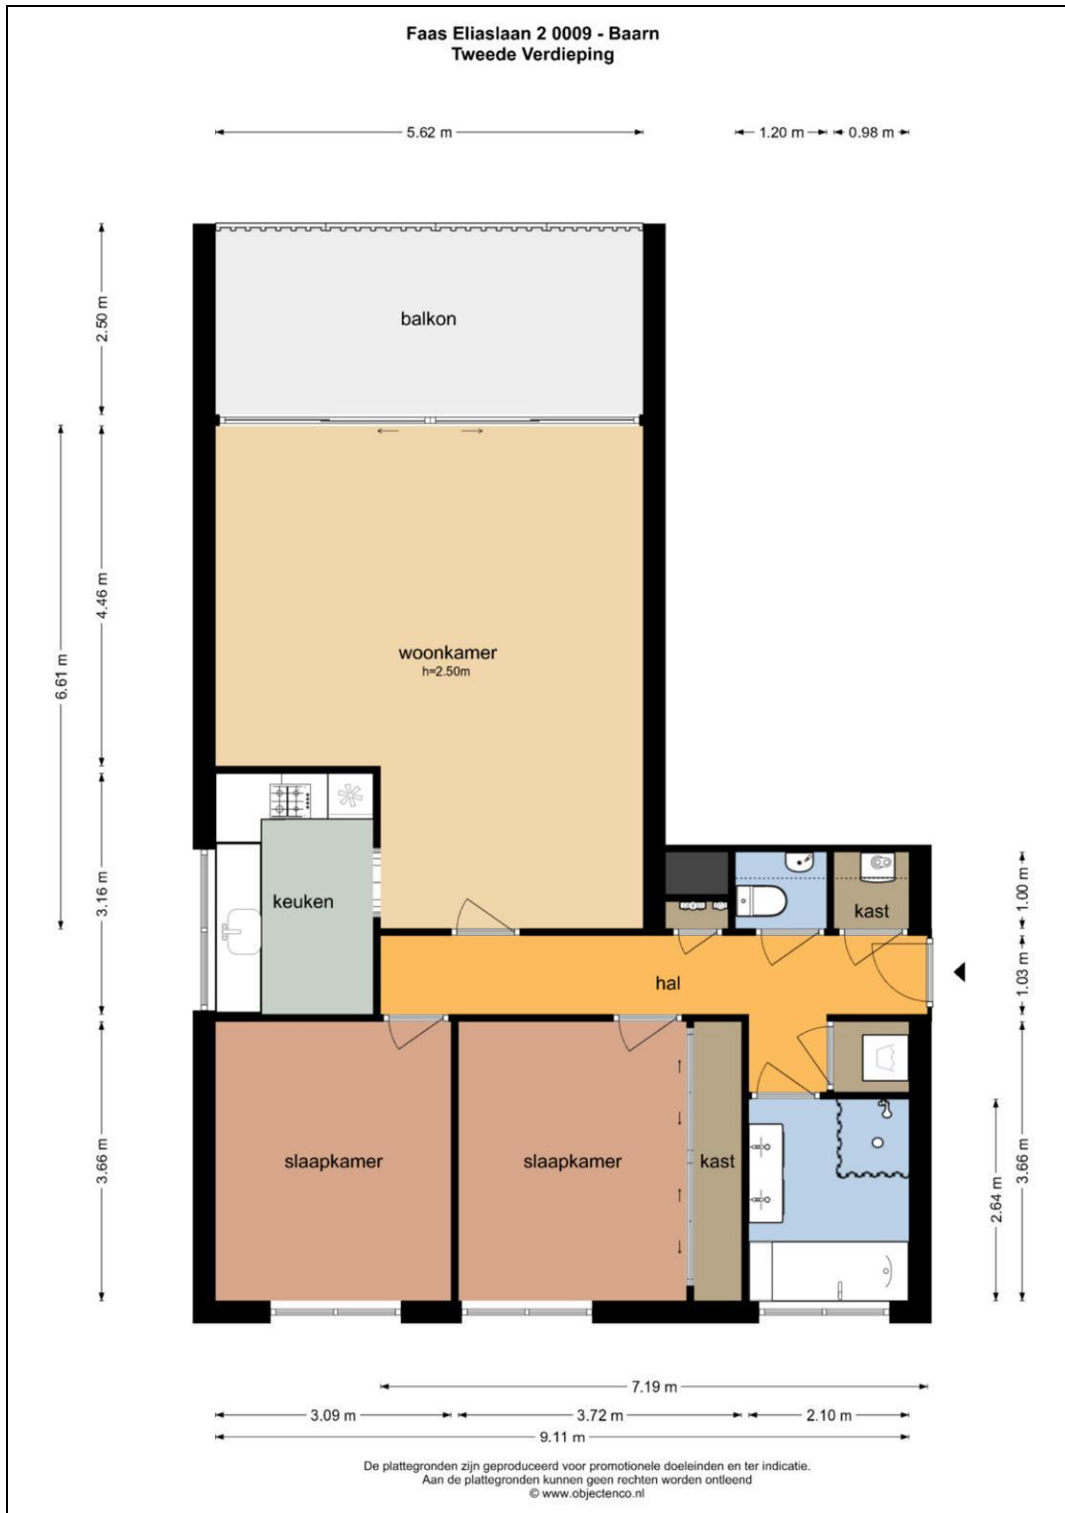 Faas Eliaslaan 2 0009 - Baarn
Tweede Verdieping
5.62 m
1.20 m
0.98 m
2.50 m
balkon
4.46 m
6.61 m
woonkamer
h=2.50m
3.16 m
keuken
kast
1.00 m
hal
1.03 m
3.66 m
slaapkamer
slaapkamer
kast
2.64 m
3.66 m
7.19 m
3.09 m
3.72 m
2.10 m
9.11 m
De plattegronden zijn geproduceerd voor promotionele doeleinden en ter indicatie.
Aan de plattegronden kunnen geen rechten worden ontleend
© www.objectenco.nl